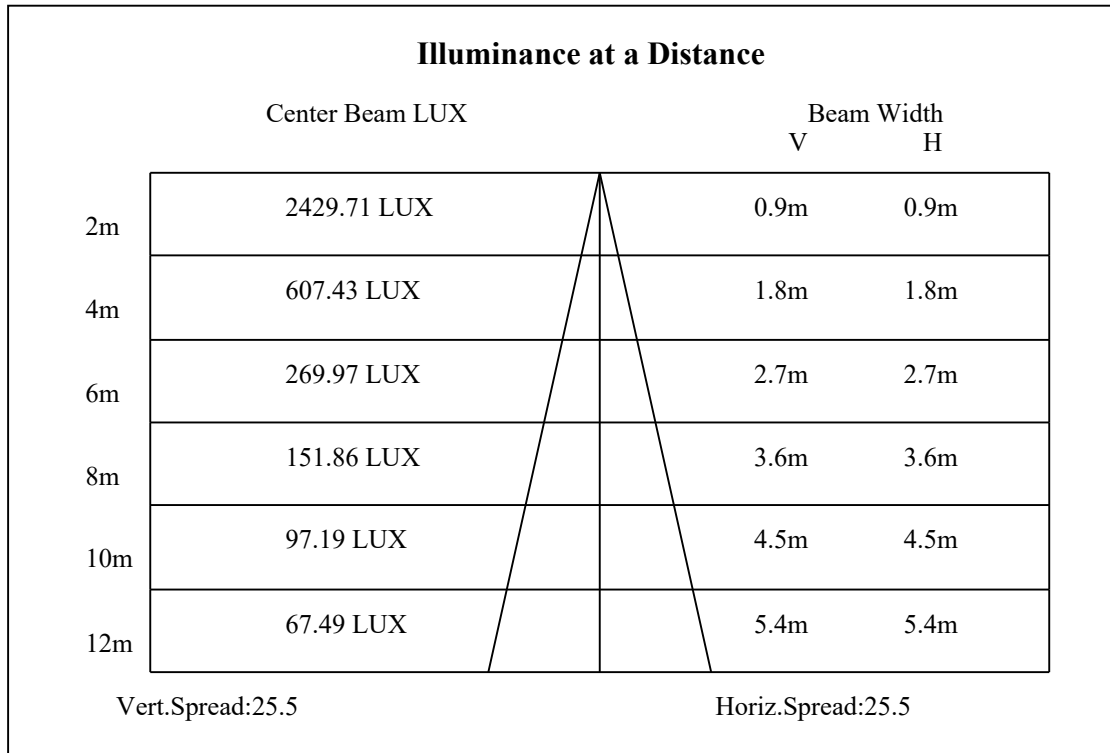 Illuminance at a Distance
Center Beam LUX Beam Width
V H
2m 2429.71 LUX 0.9m 0.9m
4m 607.43 LUX 1.8m 1.8m
6m 269.97 LUX 2.7m 2.7m
8m 151.86 LUX 3.6m 3.6m
10m 97.19 LUX 4.5m 4.5m
12m 67.49 LUX 5.4m 5.4m
Vert.Spread:25.5 Horiz.Spread:25.5